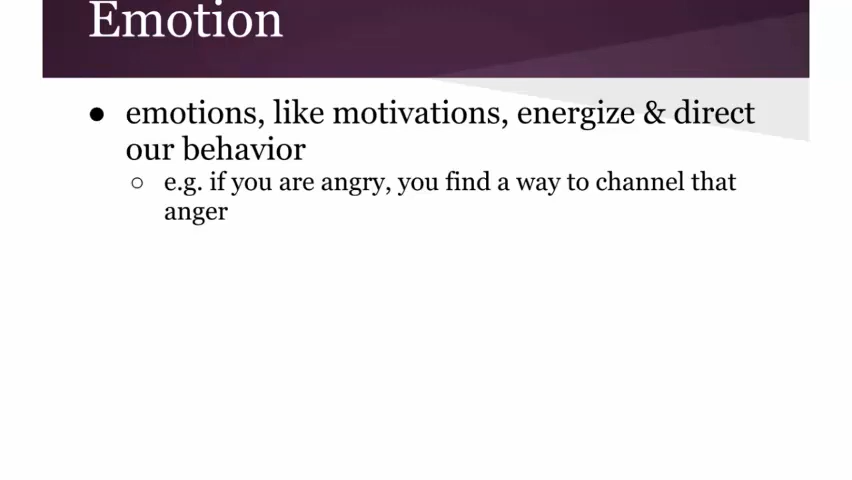 Emotion
● emotions, like motivations, energize & direct
our behavior
○ e.g. if you are angry, you find a way to channel that
anger